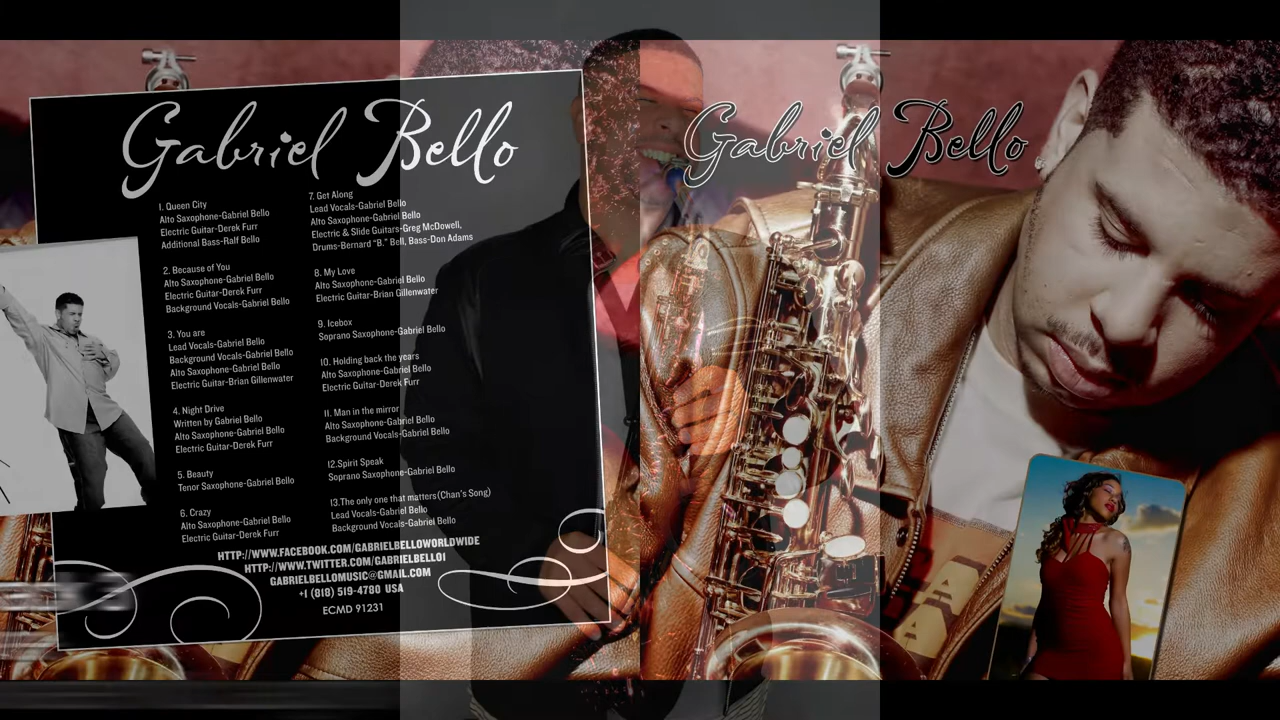 Gabriel Bello
1. Queen City
Alto Saxophone-Gabriel Bello
Electric Guitar-Derek Furr
Additional Bass-Ralf Bello
2. Because of You
Alto Saxophone-Gabriel Bello
Electric Guitar-Derek Furr
Background Vocals-Gabriel Bello
3. You are
Lead Vocals-Gabriel Bello
Background Vocals-Gabriel Bello
Alto Saxophone-Gabriel Bello
Electric Guitar-Brian Gillenwater
4. Night Drive
Written by Gabriel Bello
Alto Saxophone-Gabriel Bello
Electric Guitar-Derek Furr
5. Beauty
Tenor Saxophone-Gabriel Bello
6. Crazy
Alto Saxophone-Gabriel Bello
Electric Guitar-Derek Furr
7. Get Along
Lead Vocals-Gabriel Bello
Alto Saxophone-Gabriel Bello
Electric & Slide Guitars-Greg McDowell,
Drums-Bernard "B." Bell, Bass-Don Adams
8. My Love
Alto Saxophone-Gabriel Bello
Electric Guitar-Brian Gillenwater
9. Icebox
Soprano Saxophone-Gabriel Bello
10. Holding back the years
Alto Saxophone-Gabriel Bello
Electric Guitar-Derek Furr
11. Man in the mirror
Alto Saxophone-Gabriel Bello
Background Vocals-Gabriel Bello
12.Spirit Speak
Soprano Saxophone-Gabriel Bello
13.The only one that matters(Chan's Song)
Lead Vocals-Gabriel Bello
Background Vocals-Gabriel Bello
HTTP://WWW.FACEBOOK.COM/GABRIELBELLOWORLDWIDE
HTTP://WWW.TWITTER.COM/GABRIELBELLO1
GABRIELBELLOMUSIC@GMAIL.COM
+1 (818) 519-4780 USA
ECMD 91231
Gabriel Bello